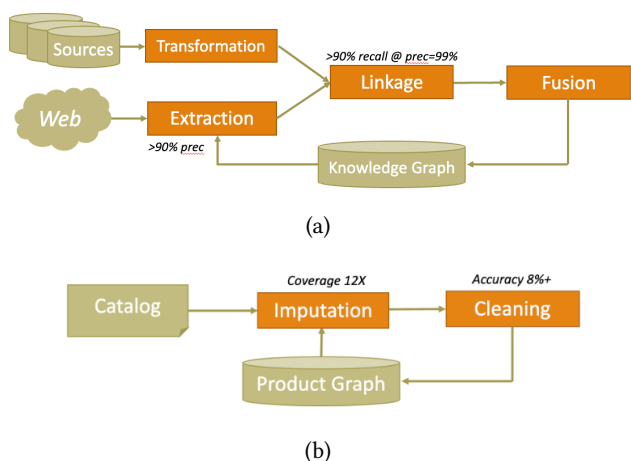 Sources
Transformation
>90% recall @ prec=99%
Linkage
Fusion
Web
Extraction
>90% prec
Knowledge Graph
(a)
Coverage 12X
Accuracy 8%+
Catalog
Imputation
Cleaning
Product Graph
(b)